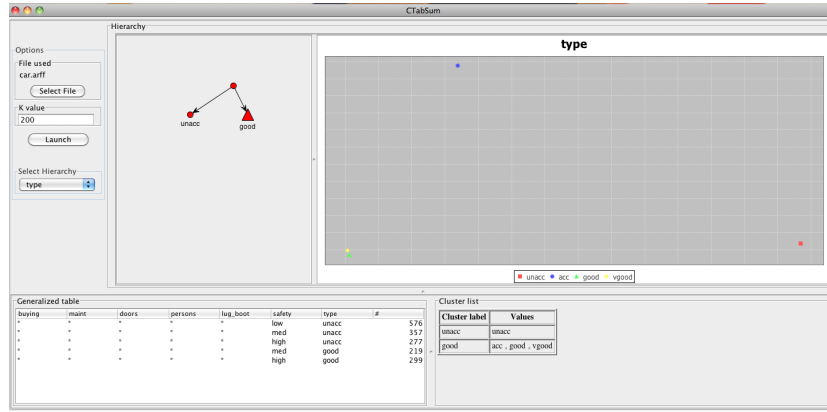 CTabSum
Hierarchy
Options
File used
car.arff
Select File
K value
200
Launch
Select Hierarchy
type
unacc
good
type
unacc acc good vgood
Generalized table
buying maint doors persons lug_boot safety type #
* * * * * low unacc 576
* * * * * med unacc 357
* * * * * high unacc 277
* * * * * med good 219
* * * * * high good 299
Cluster list
Cluster label Values
unacc unacc
good acc , good , vgood